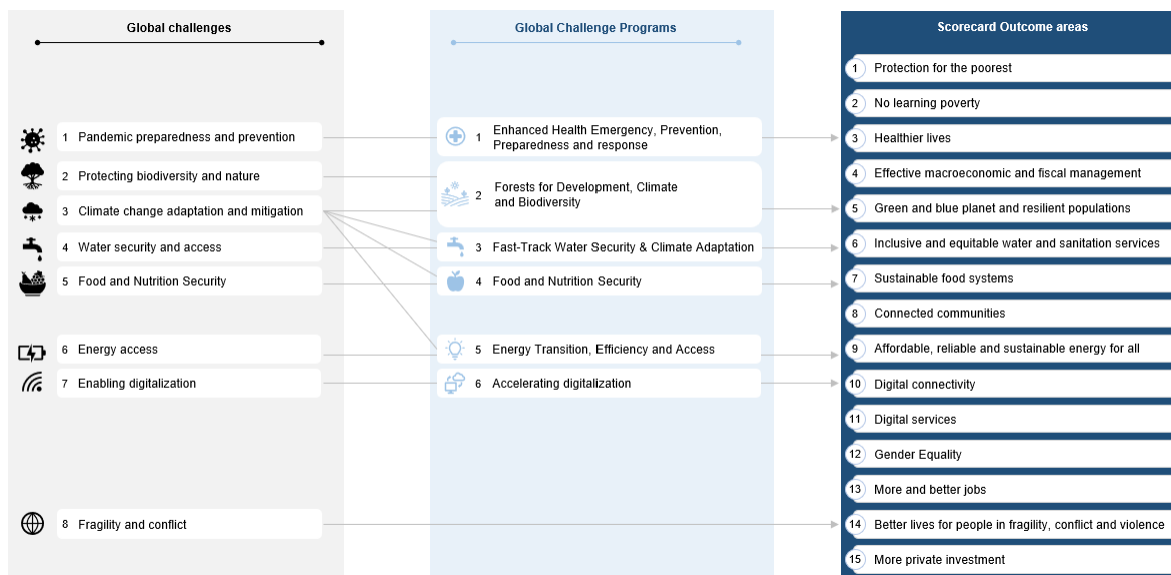 Global challenges
1 Pandemic preparedness and prevention
2 Protecting biodiversity and nature
3 Climate change adaptation and mitigation
4 Water security and access
5 Food and Nutrition Security
6 Energy access
7 Enabling digitalization
8 Fragility and conflict
Global Challenge Programs
1 Enhanced Health Emergency, Prevention,
Preparedness and response
2 Forests for Development, Climate
and Biodiversity
3 Fast-Track Water Security & Climate Adaptation
4 Food and Nutrition Security
5 Energy Transition, Efficiency and Access
6 Accelerating digitalization
Scorecard Outcome areas
1 Protection for the poorest
2 No learning poverty
3 Healthier lives
4 Effective macroeconomic and fiscal management
5 Green and blue planet and resilient populations
6 Inclusive and equitable water and sanitation services
7 Sustainable food systems
8 Connected communities
9 Affordable, reliable and sustainable energy for all
10 Digital connectivity
11 Digital services
12 Gender Equality
13 More and better jobs
14 Better lives for people in fragility, conflict and violence
15 More private investment